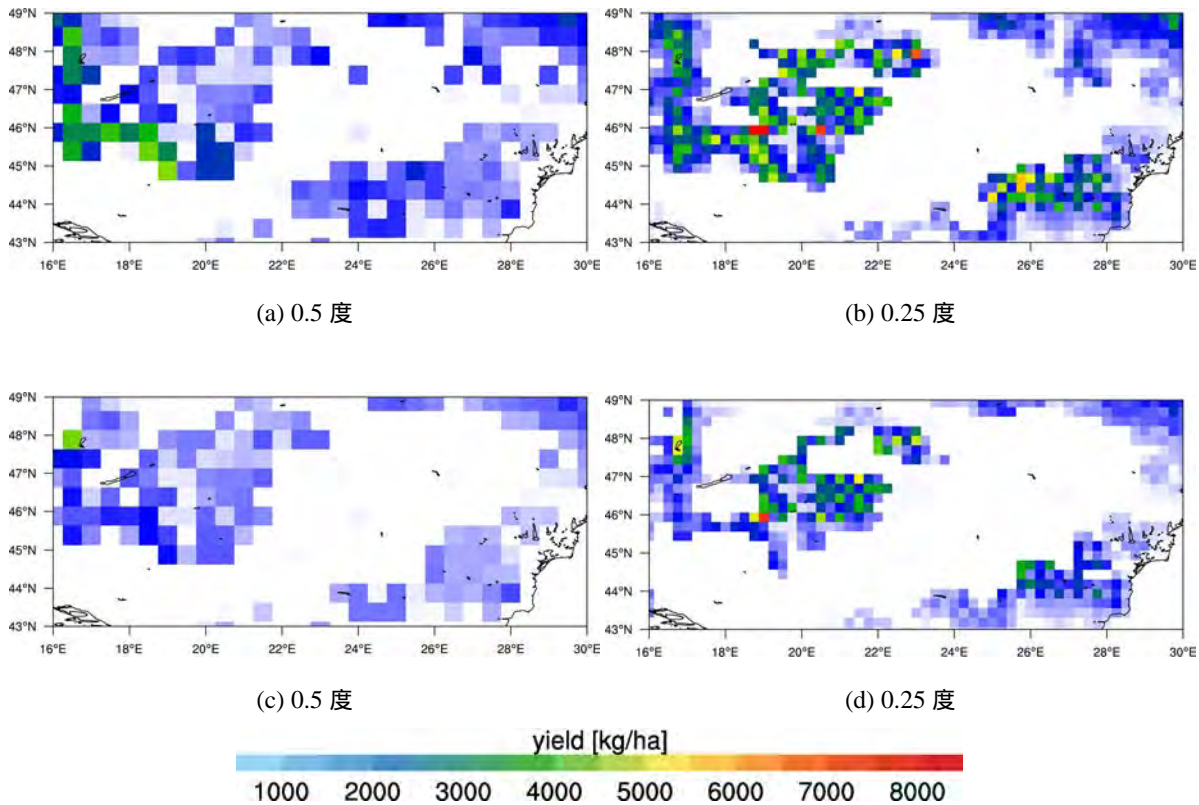 49°N
48°N
47°N
46°N
45°N
44°N
43°N
16°E 18°E 20°E 22°E 24°E 26°E 28°E 30°E
(a) 0.5 度
49°N
48°N
47°N
46°N
45°N
44°N
43°N
16°E 18°E 20°E 22°E 24°E 26°E 28°E 30°E
(b) 0.25 度
49°N
48°N
47°N
46°N
45°N
44°N
43°N
16°E 18°E 20°E 22°E 24°E 26°E 28°E 30°E
(c) 0.5 度
49°N
48°N
47°N
46°N
45°N
44°N
43°N
16°E 18°E 20°E 22°E 24°E 26°E 28°E 30°E
(d) 0.25 度
yield [kg/ha]
1000 2000 3000 4000 5000 6000 7000 8000